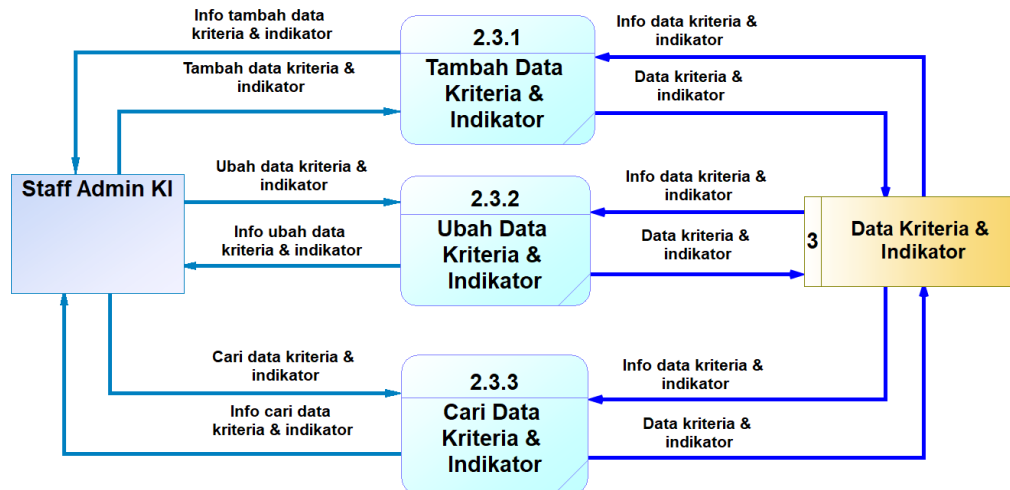 Info tambah data
kriteria & indikator
Tambah data kriteria &
indikator
2.3.1
Tambah Data
Kriteria &
Indikator
Info data kriteria &
indikator
Data kriteria &
indikator
Staff Admin KI
Ubah data kriteria &
indikator
Info ubah data
kriteria & indikator
2.3.2
Ubah Data
Kriteria &
Indikator
Info data kriteria &
indikator
Data kriteria &
indikator
3
Data Kriteria &
Indikator
Cari data kriteria &
indikator
Info cari data
kriteria & indikator
2.3.3
Cari Data
Kriteria &
Indikator
Info data kriteria &
indikator
Data kriteria &
indikator